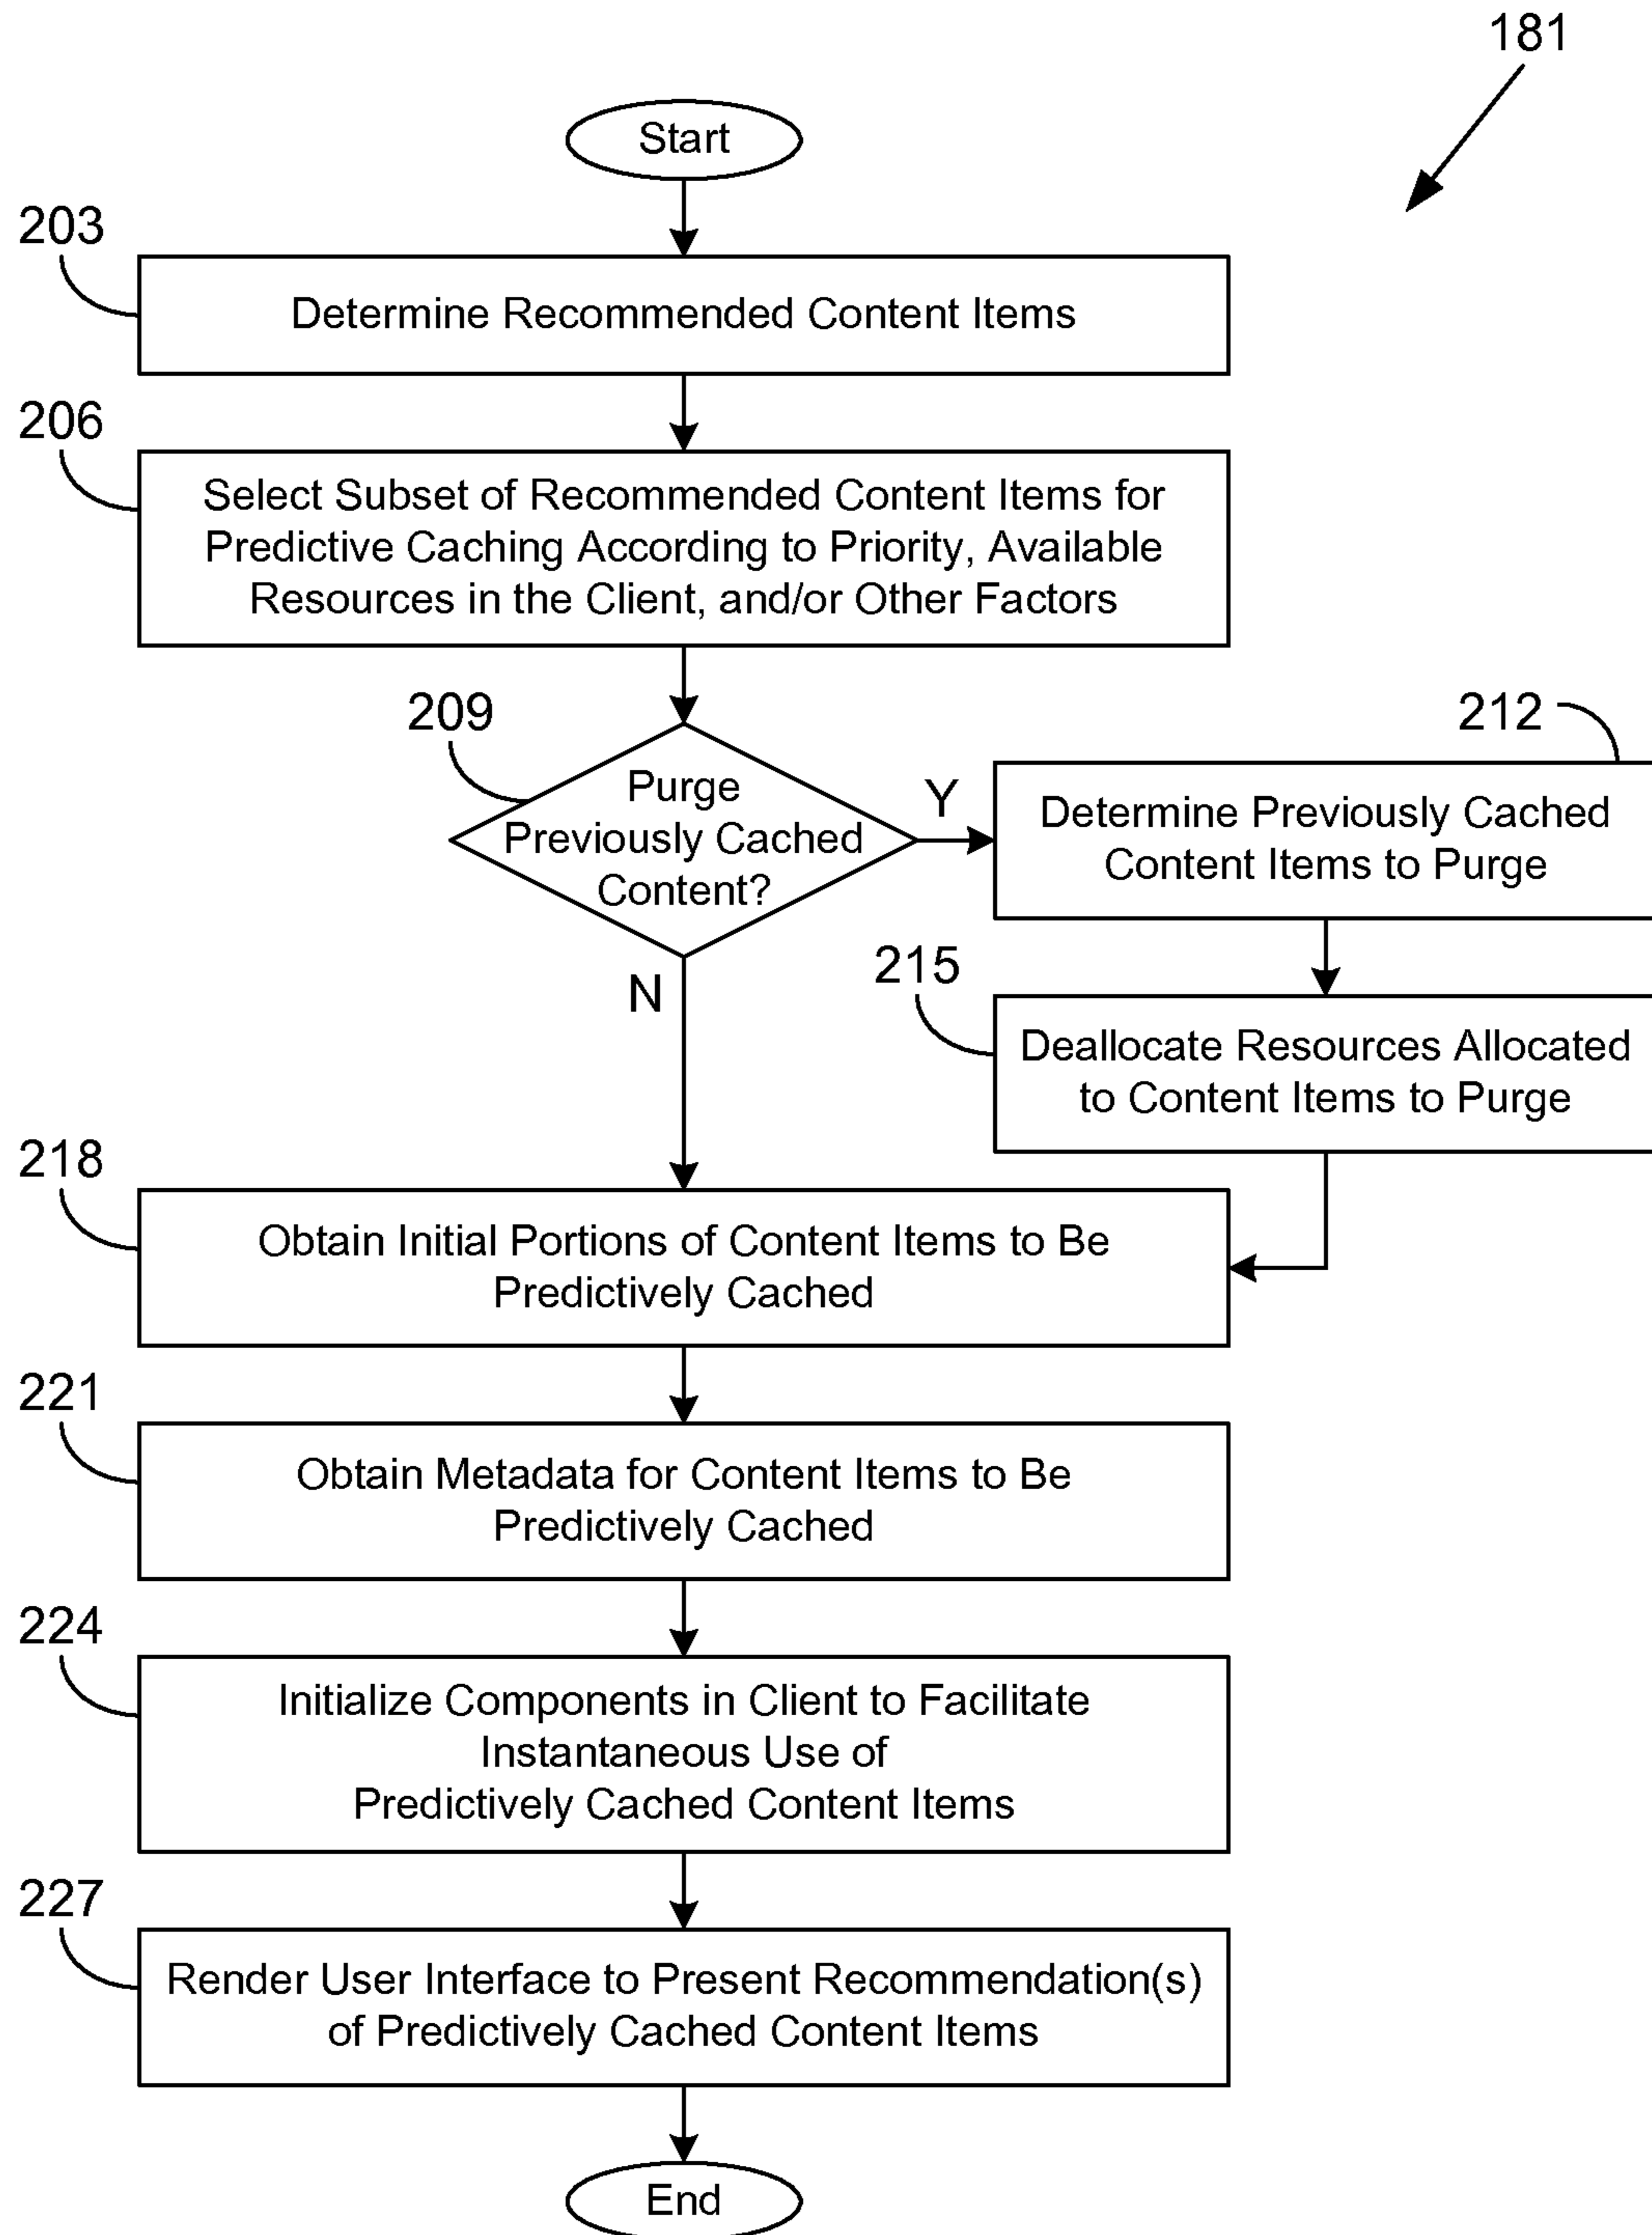 181
Start
203
Determine Recommended Content Items
206
Select Subset of Recommended Content Items for
Predictive Caching According to Priority, Available
Resources in the Client, and/or Other Factors
209
Purge
Previously Cached
Content?
Y
N
212
Determine Previously Cached
Content Items to Purge
215
Deallocate Resources Allocated
to Content Items to Purge
218
Obtain Initial Portions of Content Items to Be
Predictively Cached
221
Obtain Metadata for Content Items to Be
Predictively Cached
224
Initialize Components in Client to Facilitate
Instantaneous Use of
Predictively Cached Content Items
227
Render User Interface to Present Recommendation(s)
of Predictively Cached Content Items
End